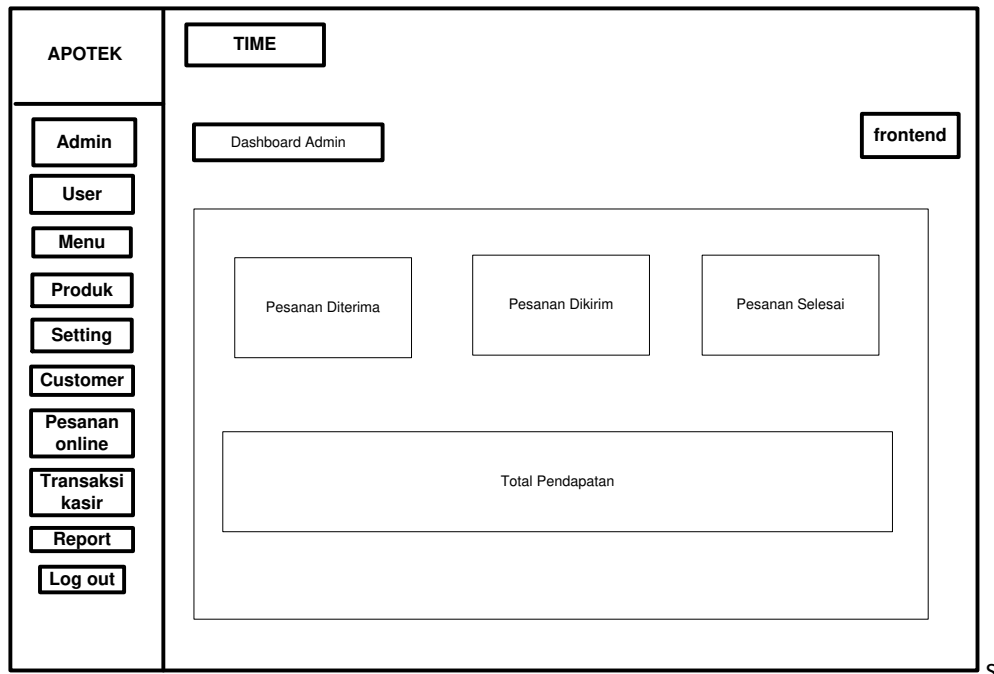 APOTEK
TIME
Admin
User
Menu
Produk
Setting
Customer
Pesanan
online
Transaksi
kasir
Report
Log out
Dashboard Admin
frontend
Pesanan Diterima
Pesanan Dikirim
Pesanan Selesai
Total Pendapatan